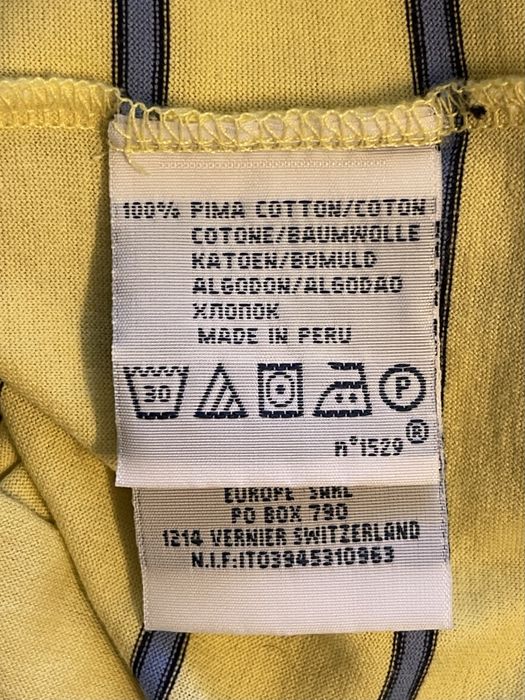 100% PIMA COTTON/COTON
COTONE/BAUMWOLLE
KATOEN/BOMULD
ALGODON/ALGODAO
ХЛОПОК
MADE IN PERU
30
P
n°1529®
EUROPE SARL
PO BOX 790
1214 VERNIER SWITZERLAND
N.I.F:IT03945310963